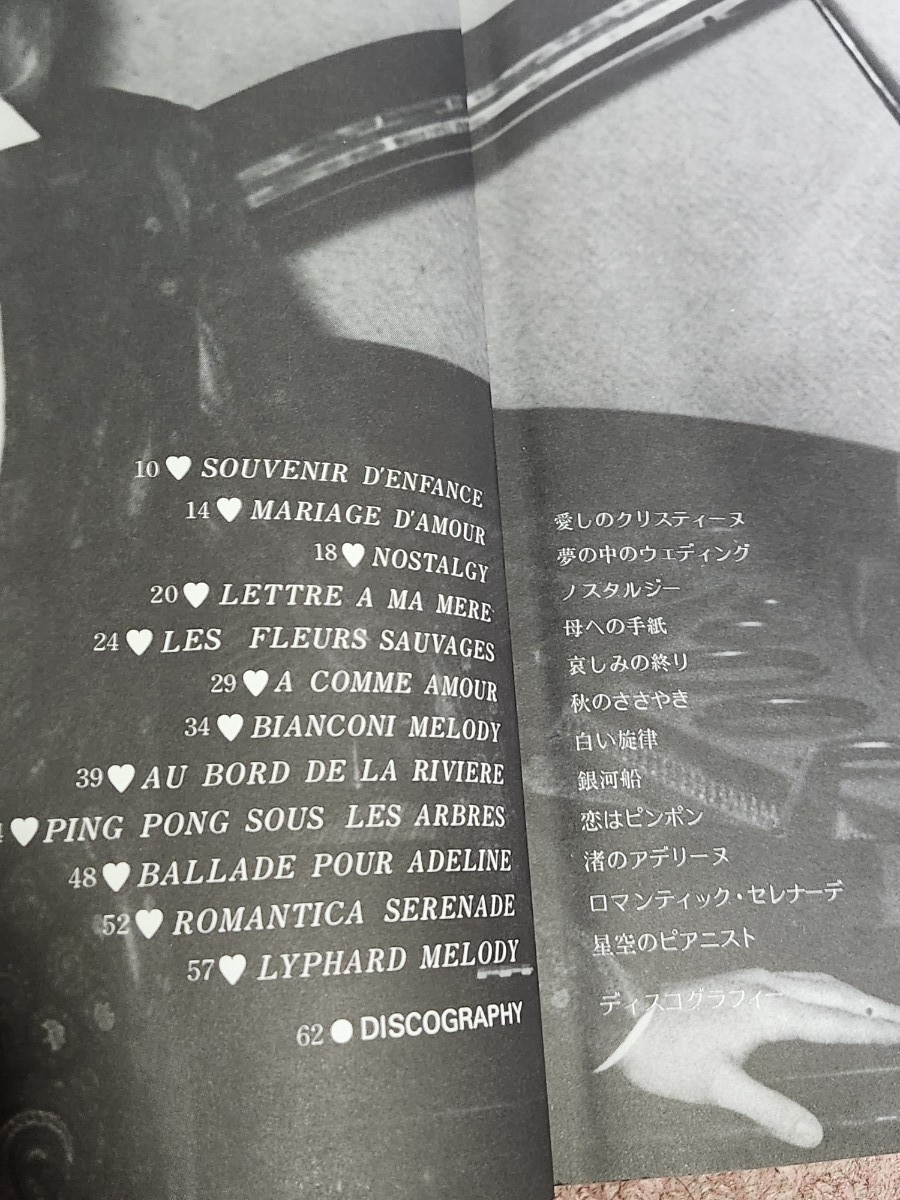 10 ♥ SOUVENIR D'ENFANCE
14 ♥ MARIAGE D'AMOUR
18 ♥ NOSTALGY
20 ♥ LETTRE A MA MERE
24 ♥ LES FLEURS SAUVAGES
29 ♥ A COMME AMOUR
34 ♥ BIANCONI MELODY
39 ♥ AU BORD DE LA RIVIERE
♥ PING PONG SOUS LES ARBRES
48 ♥ BALLADE POUR ADELINE
52 ♥ ROMANTICA SERENADE
57 ♥ LYPHARD MELODY
62 ● DISCOGRAPHY
愛しのクリスティーヌ
夢の中のウェディング
ノスタルジー
母への手紙
哀しみの終り
秋のささやき
白い旋律
銀河船
恋はピンポン
渚のアデリーヌ
ロマンティック・セレナーデ
星空のピアニスト
ディスコグラフィー